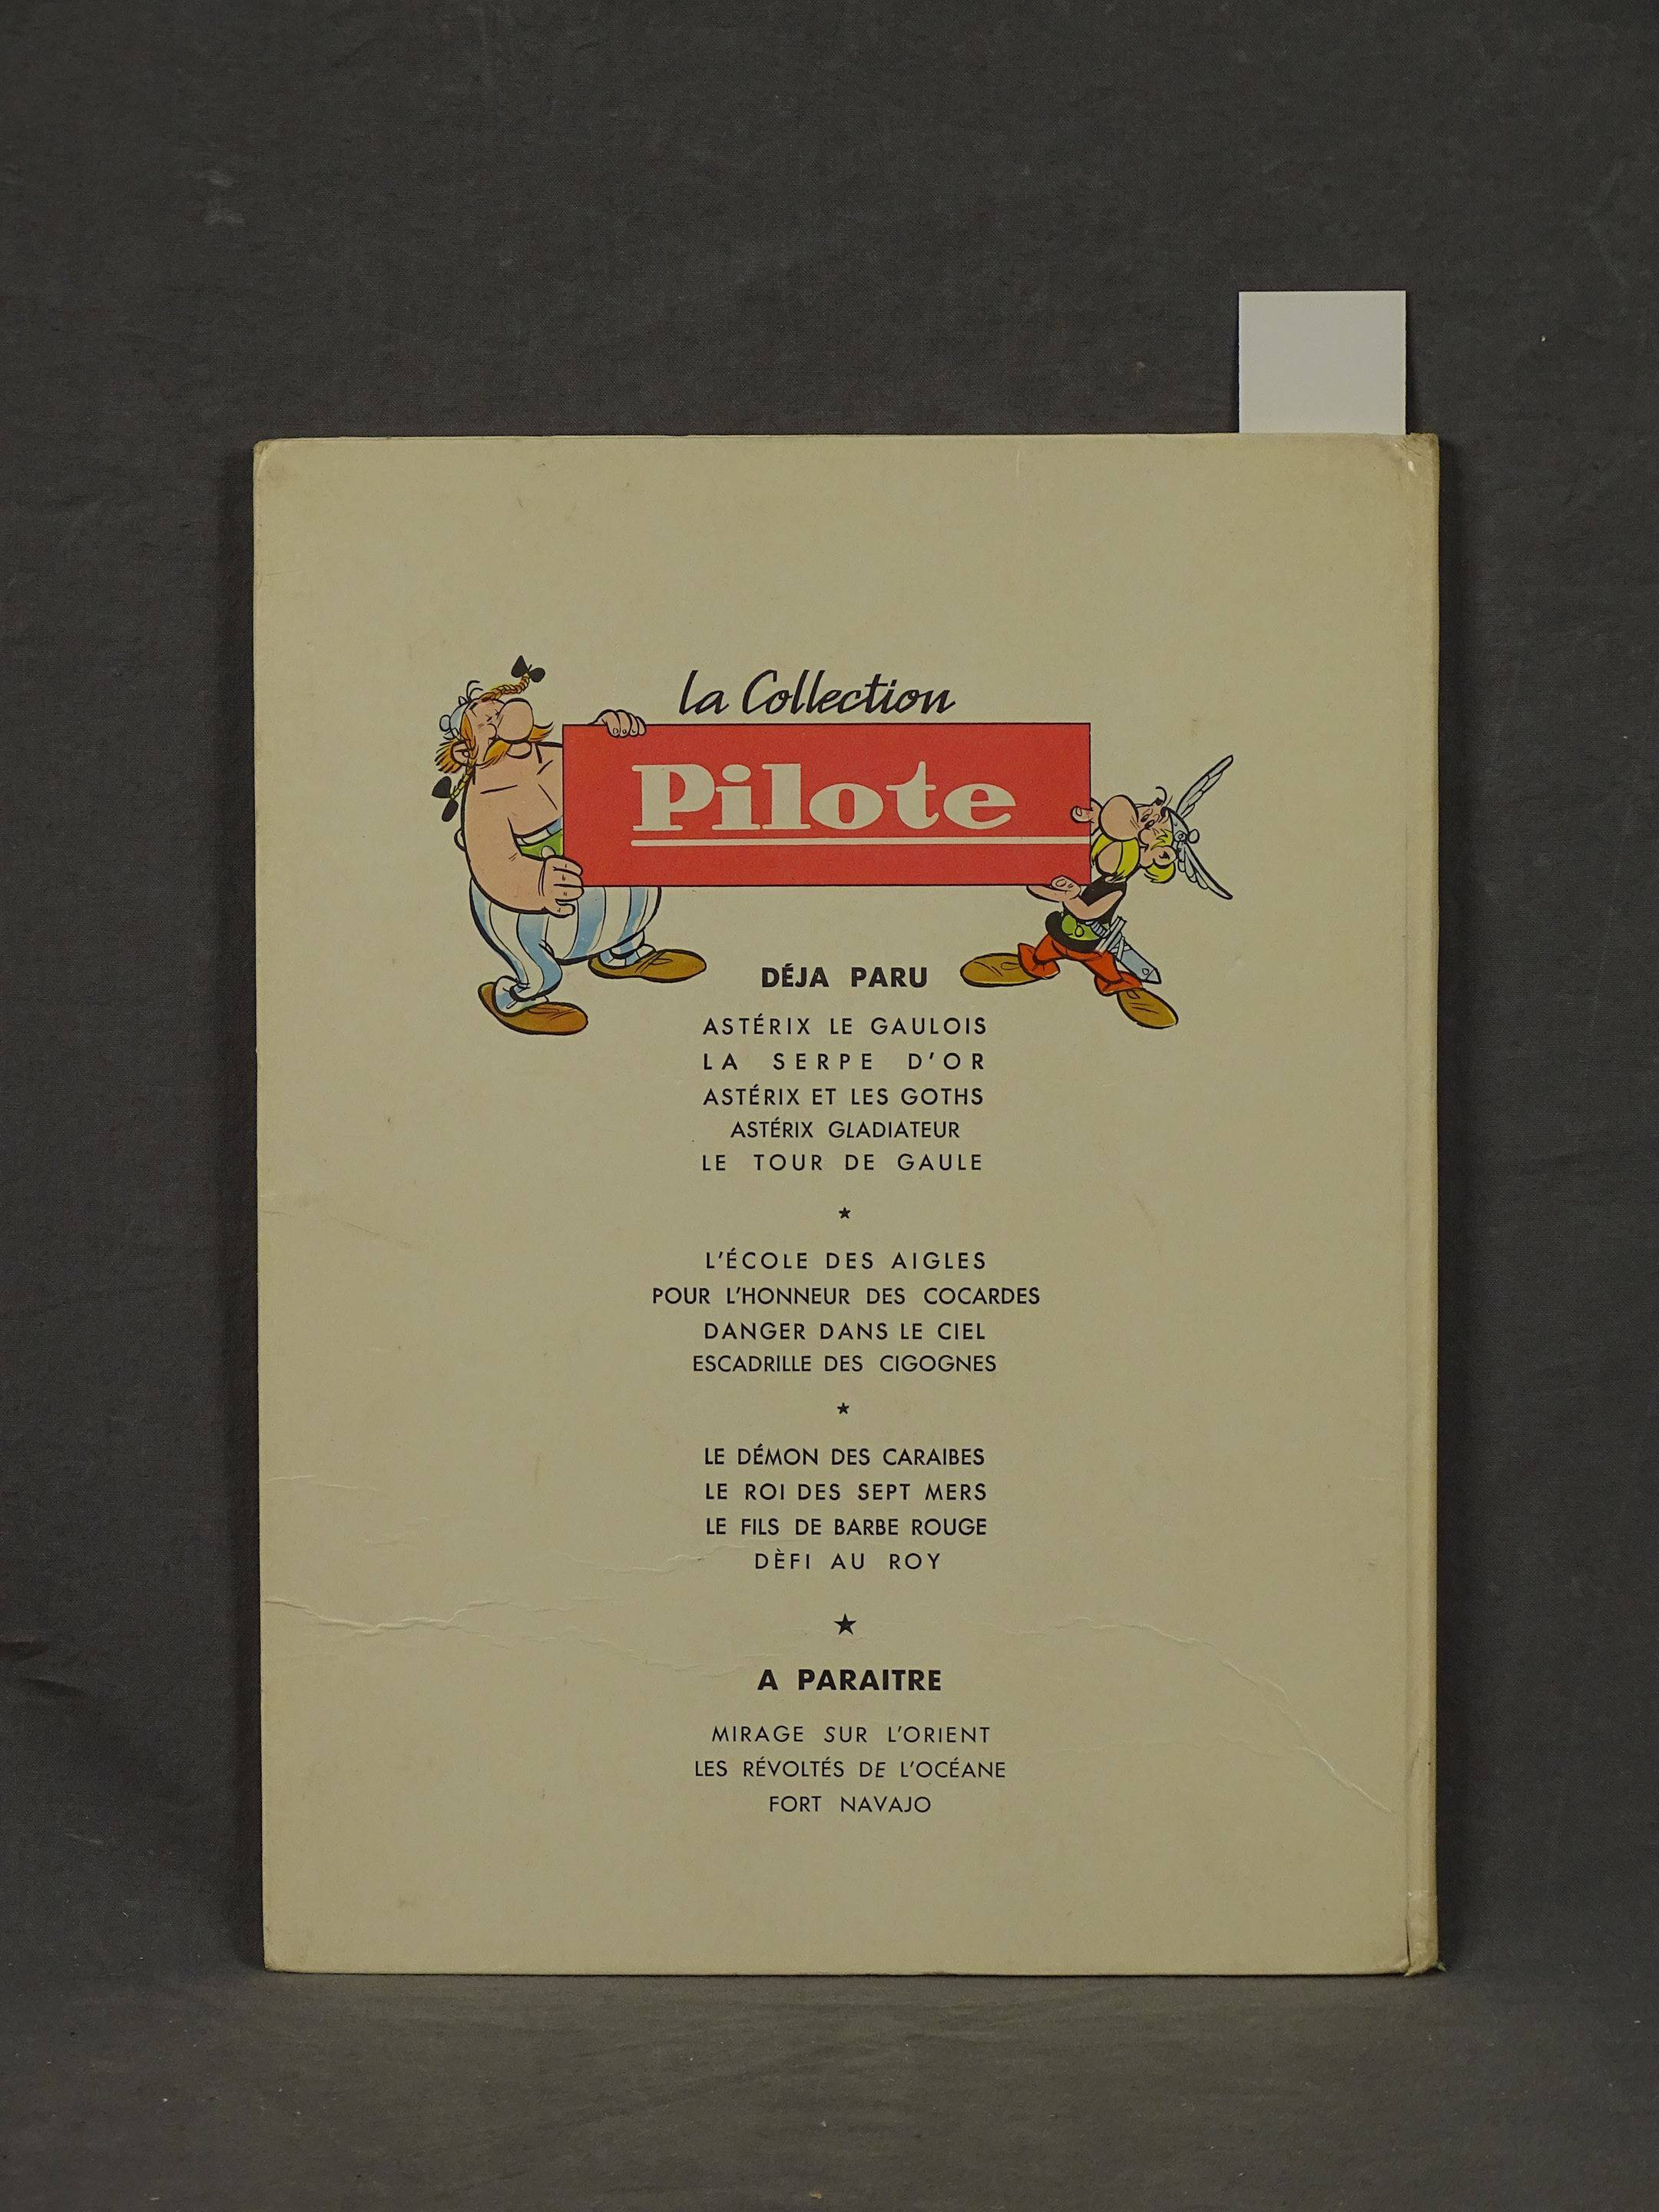 la Collection
Pilote
DÉJA PARU
ASTÉRIX LE GAULOIS
LA SERPE D'OR
ASTÉRIX ET LES GOTHS
ASTÉRIX GLADIATEUR
LE TOUR DE GAULE
★
L'ÉCOLE DES AIGLES
POUR L'HONNEUR DES COCARDES
DANGER DANS LE CIEL
ESCADRILLE DES CIGOGNES
★
LE DÉMON DES CARAIBES
LE ROI DES SEPT MERS
LE FILS DE BARBE ROUGE
DÈFI AU ROY
★
A PARAITRE
MIRAGE SUR L'ORIENT
LES RÉVOLTÉS DE L'OCÉANE
FORT NAVAJO